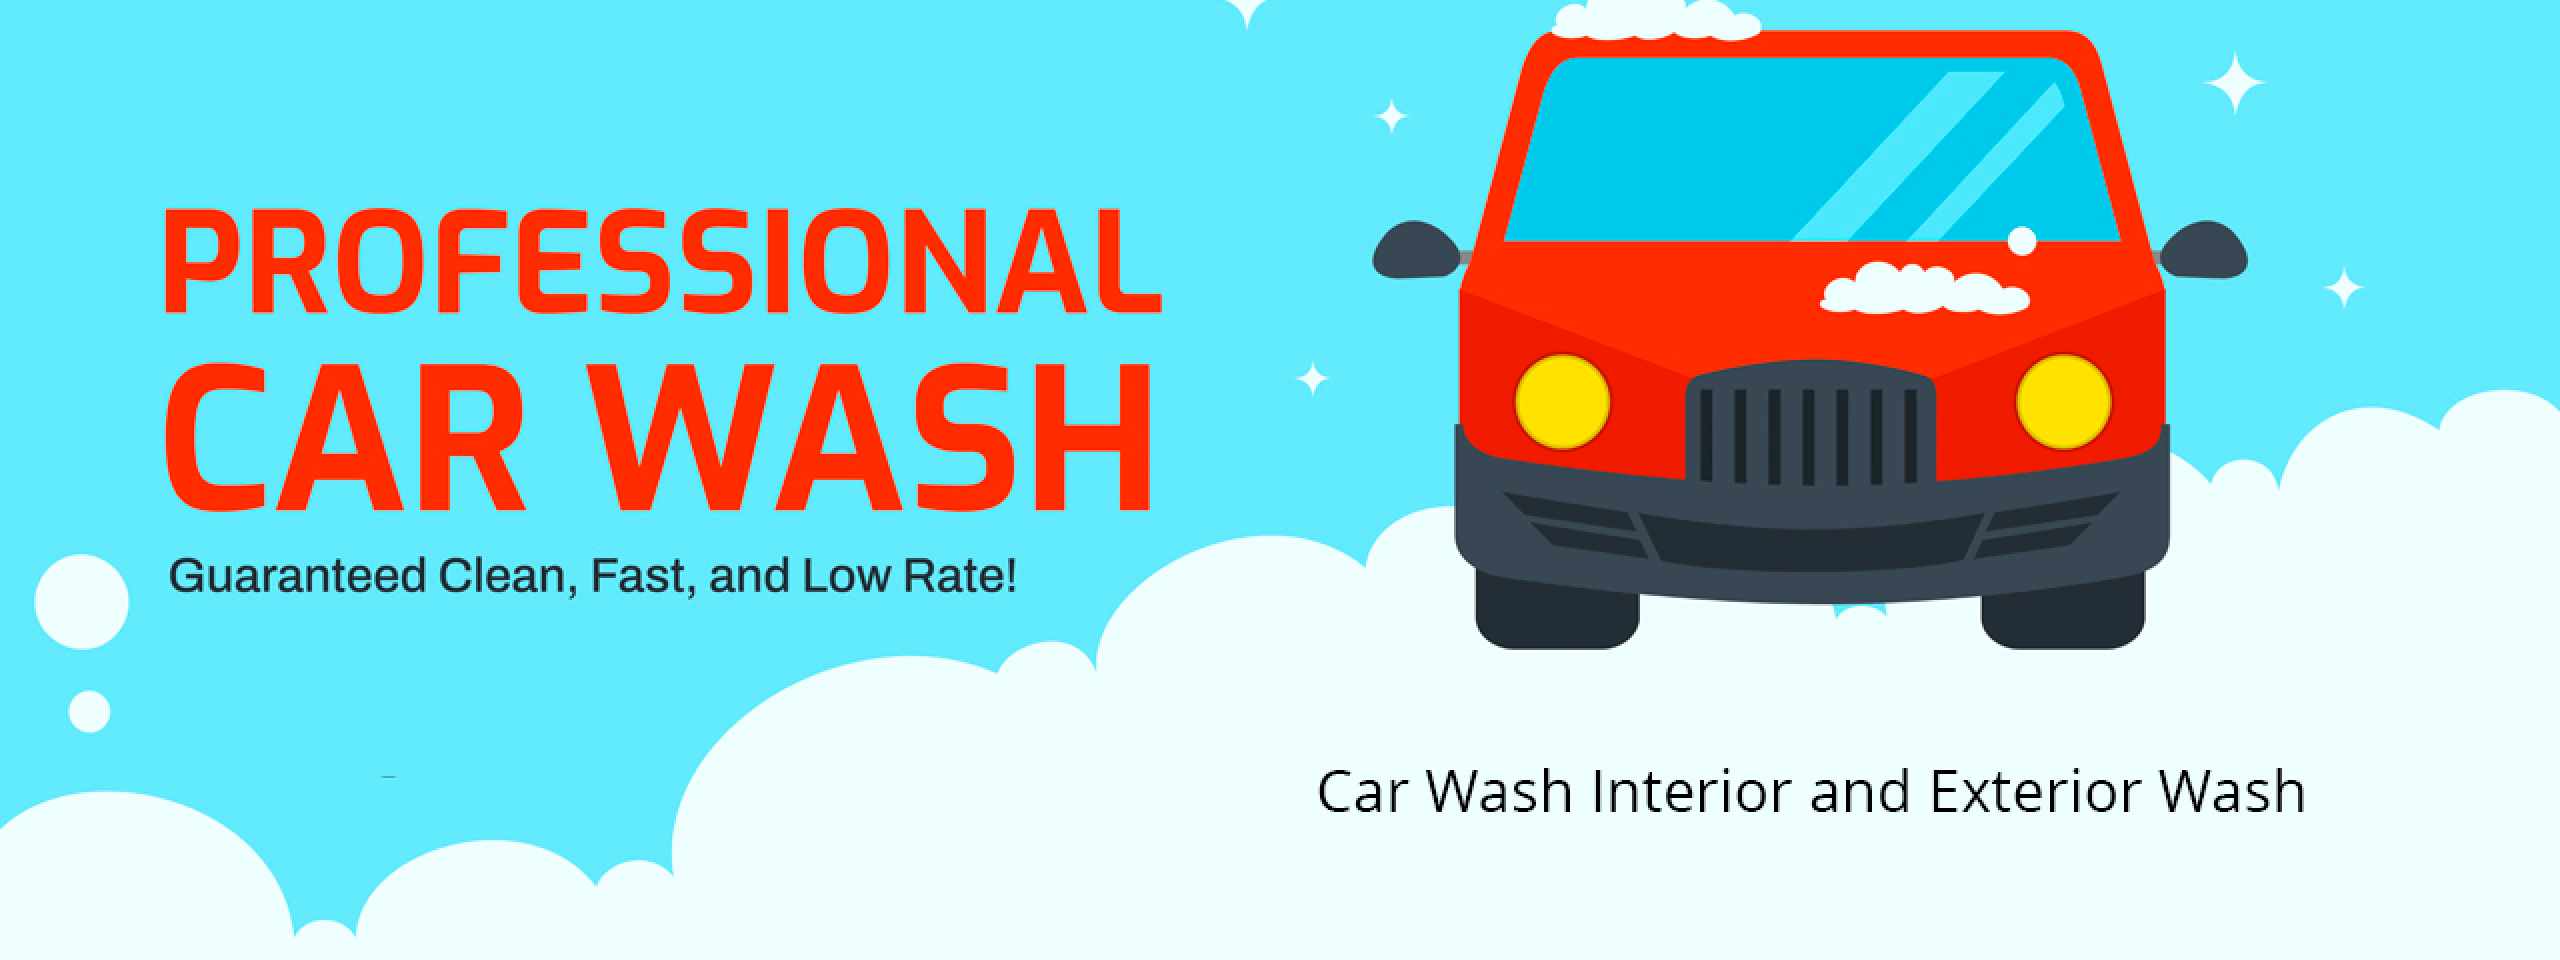 PROFESSIONAL
CAR WASH
Guaranteed Clean, Fast, and Low Rate!
Car Wash Interior and Exterior Wash